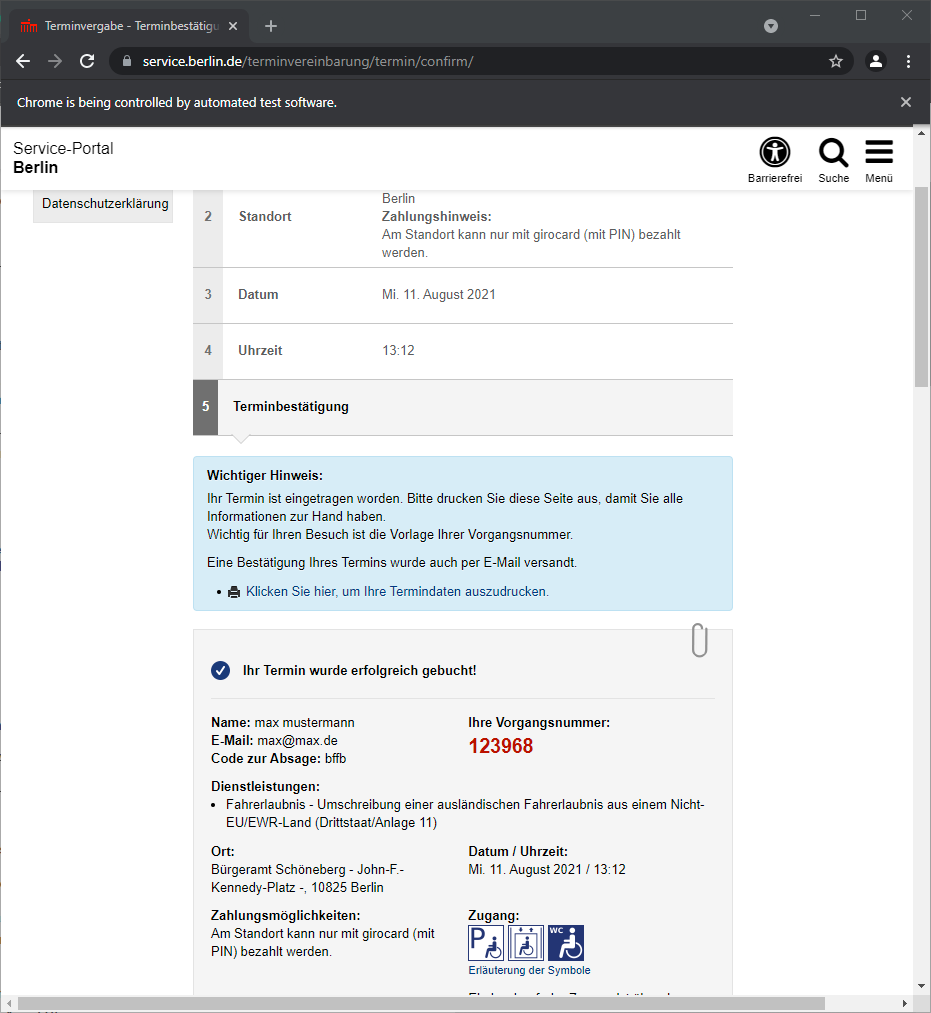 Terminvergabe - Terminbestätigu
service.berlin.de/terminvereinbarung/termin/confirm/
Chrome is being controlled by automated test software.
Service-Portal
Berlin
Barrierefrei Suche Menü
Datenschutzerklärung
Berlin
2 Standort Zahlungshinweis:
Am Standort kann nur mit girocard (mit PIN) bezahlt
werden.
3 Datum Mi. 11. August 2021
4 Uhrzeit 13:12
5 Terminbestätigung
Wichtiger Hinweis:
Ihr Termin ist eingetragen worden. Bitte drucken Sie diese Seite aus, damit Sie alle
Informationen zur Hand haben.
Wichtig für Ihren Besuch ist die Vorlage Ihrer Vorgangsnummer.
Eine Bestätigung Ihres Termins wurde auch per E-Mail versandt.
• Klicken Sie hier, um Ihre Termindaten auszudrucken.
Ihr Termin wurde erfolgreich gebucht!
Name: max mustermann
E-Mail: max@max.de
Code zur Absage: bffb
Ihre Vorgangsnummer:
123968
Dienstleistungen:
• Fahrerlaubnis - Umschreibung einer ausländischen Fahrerlaubnis aus einem Nicht-
EU/EWR-Land (Drittstaat/Anlage 11)
Ort:
Bürgeramt Schöneberg - John-F.-
Kennedy-Platz -, 10825 Berlin
Datum / Uhrzeit:
Mi. 11. August 2021 / 13:12
Zahlungsmöglichkeiten:
Am Standort kann nur mit girocard (mit
PIN) bezahlt werden.
Zugang:
P WC
Erläuterung der Symbole